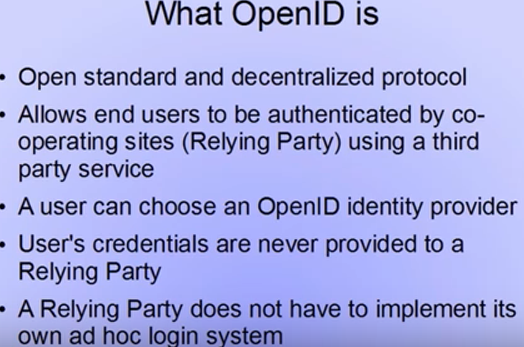 What OpenID is
• Open standard and decentralized protocol
• Allows end users to be authenticated by co-
operating sites (Relying Party) using a third
party service
• A user can choose an OpenID identity provider
• User's credentials are never provided to a
Relying Party
• A Relying Party does not have to implement its
own ad hoc login system